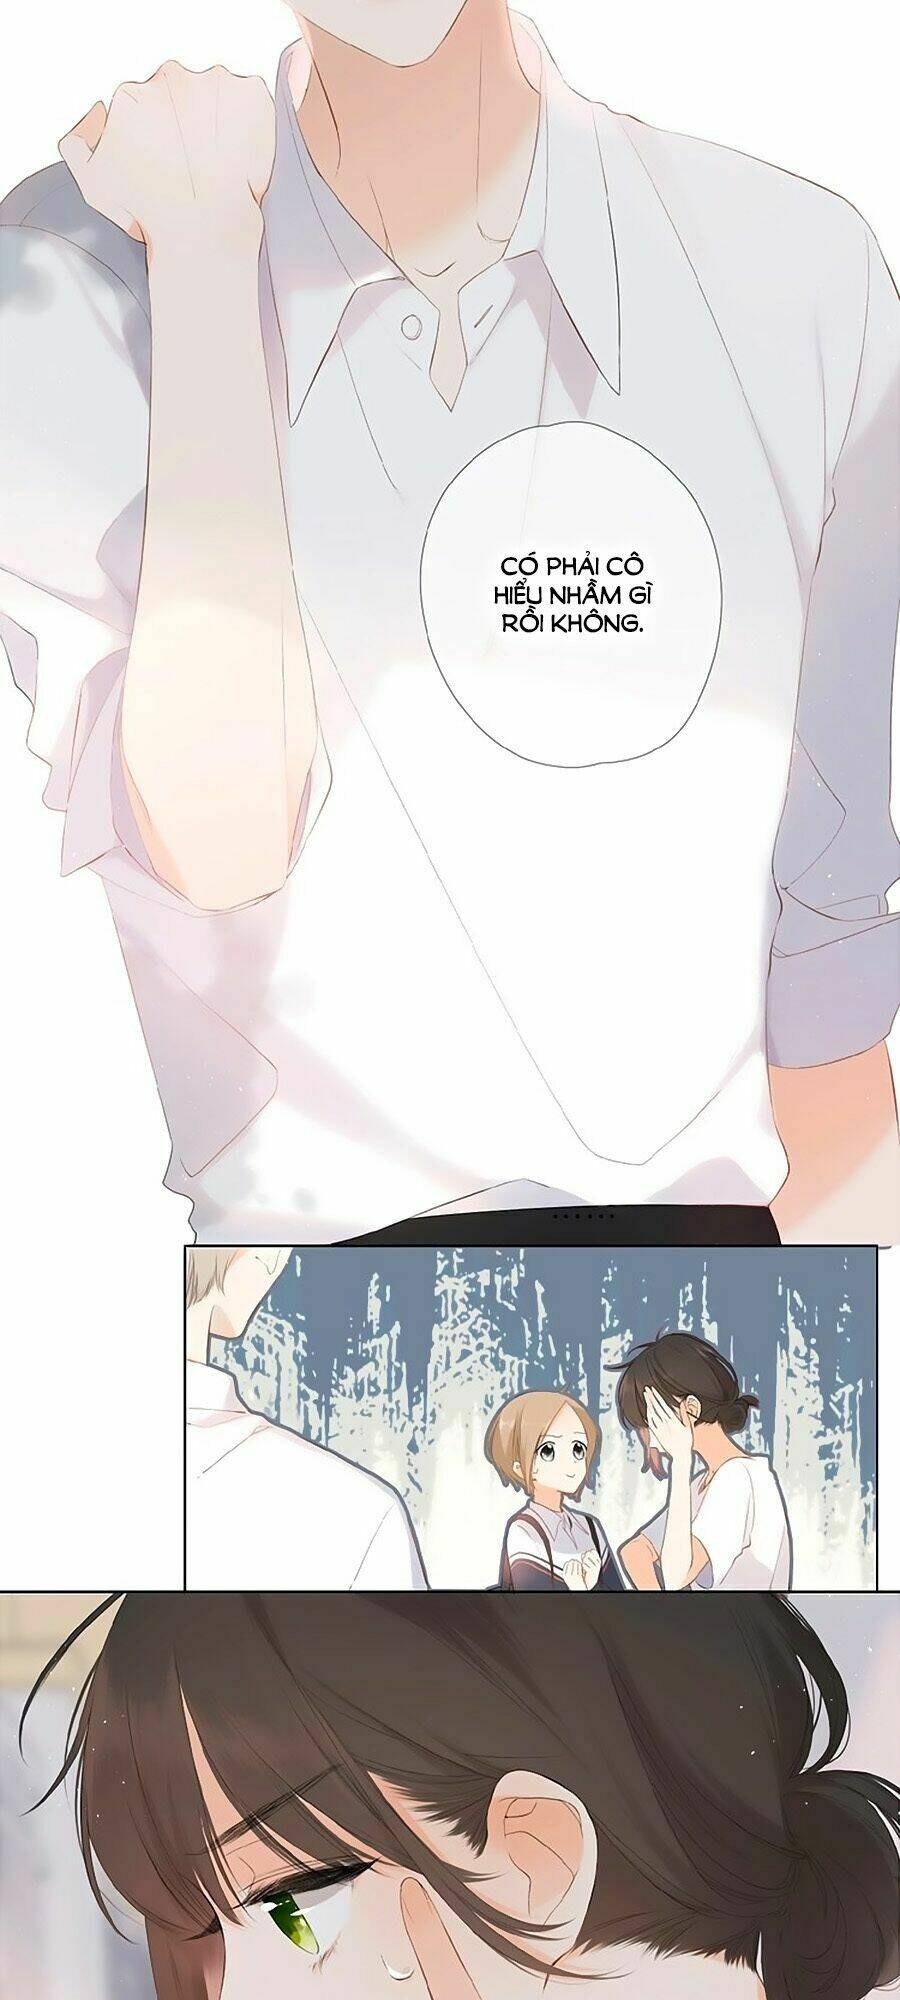 CÓ PHẢI CÔ
HIỂU NHẦM GÌ
RỒI KHÔNG.